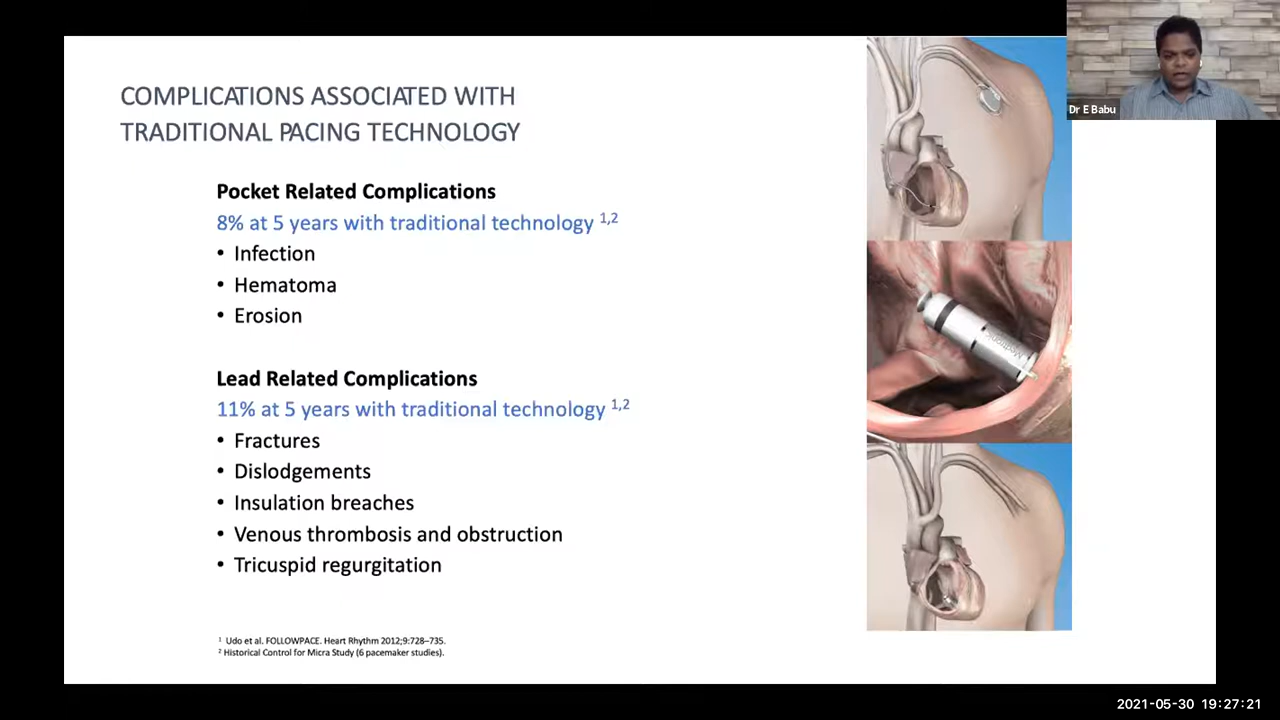 COMPLICATIONS ASSOCIATED WITH
TRADITIONAL PACING TECHNOLOGY
Pocket Related Complications
8% at 5 years with traditional technology 1,2
• Infection
• Hematoma
• Erosion
Lead Related Complications
11% at 5 years with traditional technology 1,2
• Fractures
• Dislodgements
• Insulation breaches
• Venous thrombosis and obstruction
• Tricuspid regurgitation
1 Udo et al. FOLLOWPACE. Heart Rhythm 2012;9:728–735.
2 Historical Control for Micra Study (6 pacemaker studies).
Medtronic
Dr E Babu
2021-05-30 19:27:21